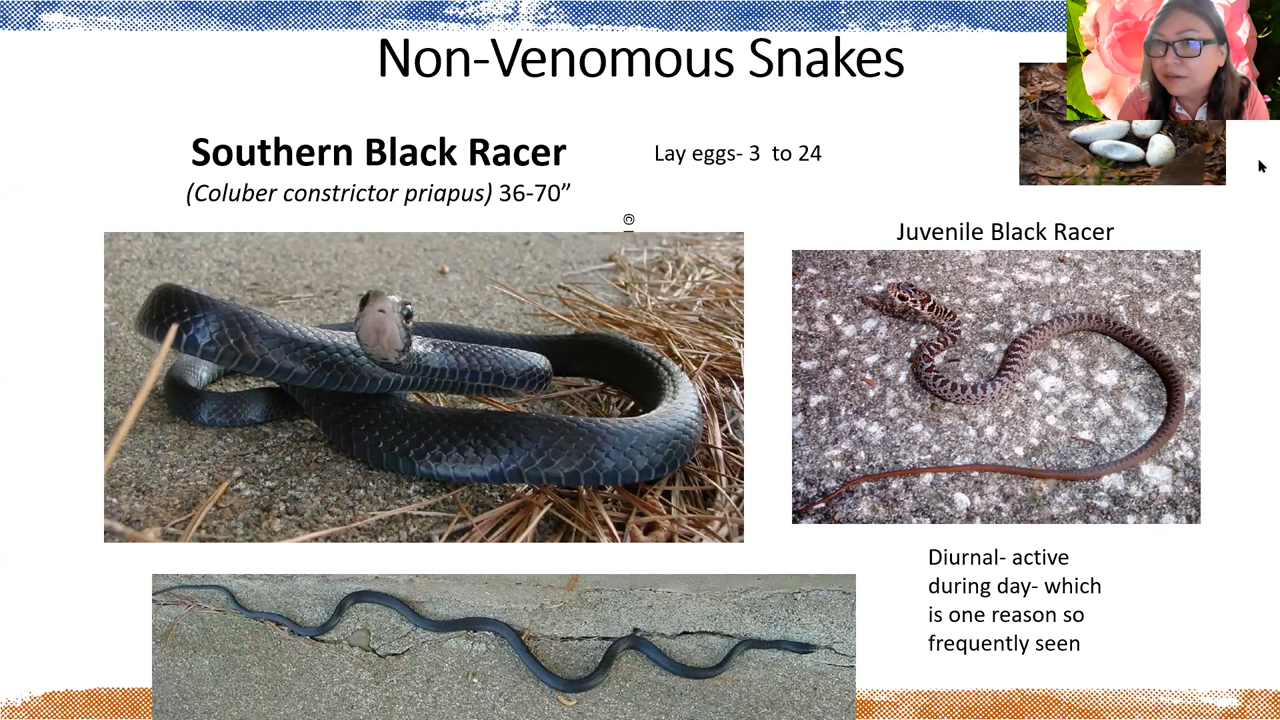 Non-Venomous Snakes
Southern Black Racer
Lay eggs- 3 to 24
(Coluber constrictor priapus) 36-70”
©
Juvenile Black Racer
Diurnal- active
during day- which
is one reason so
frequently seen